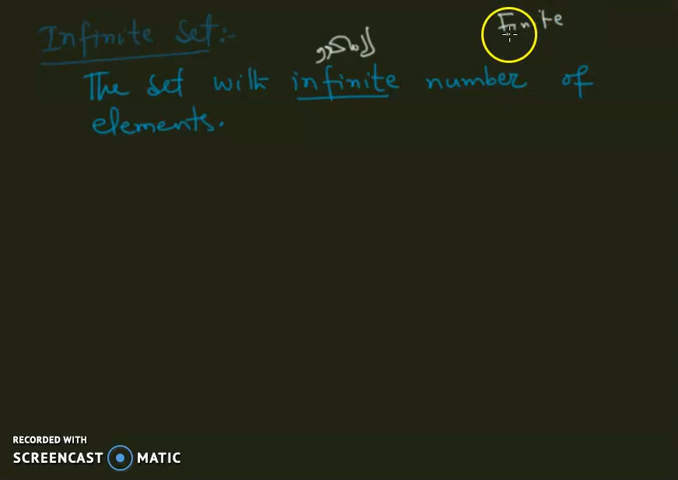 Infinite Set:-
Finite
The set with infinite number of
elements.
RECORDED WITH
SCREENCAST MATIC